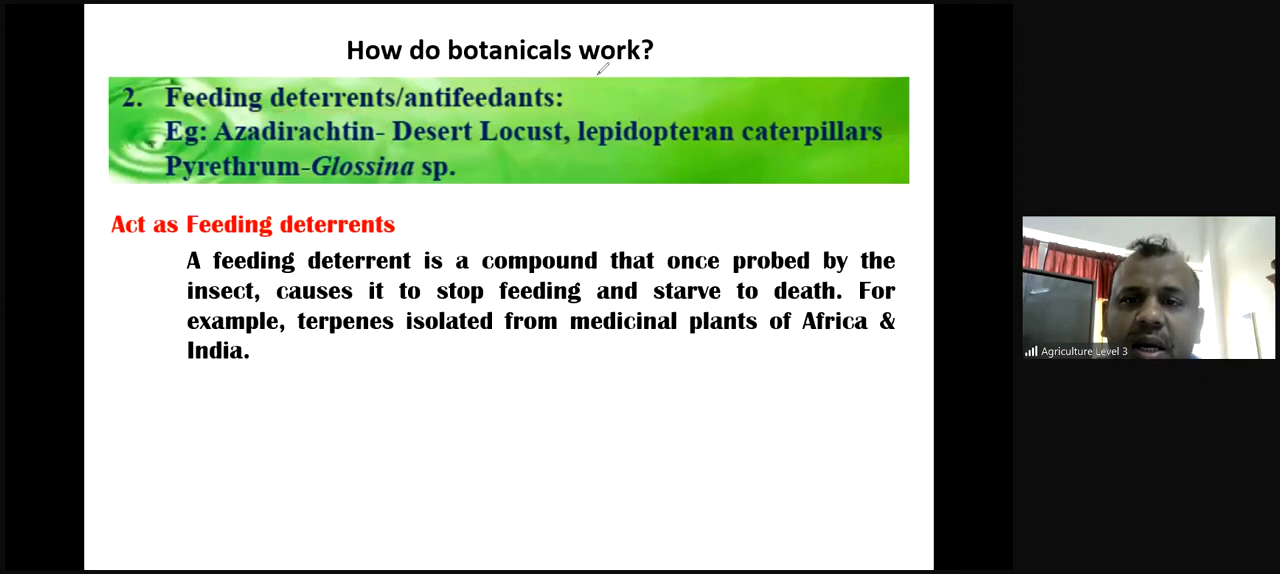 How do botanicals work?
2. Feeding deterrents/antifeedants:
Eg: Azadirachtin- Desert Locust, lepidopteran caterpillars
Pyrethrum-Glossina sp.
Act as Feeding deterrents
A feeding deterrent is a compound that once probed by the
insect, causes it to stop feeding and starve to death. For
example, terpenes isolated from medicinal plants of Africa &
India.
Agriculture Level 3